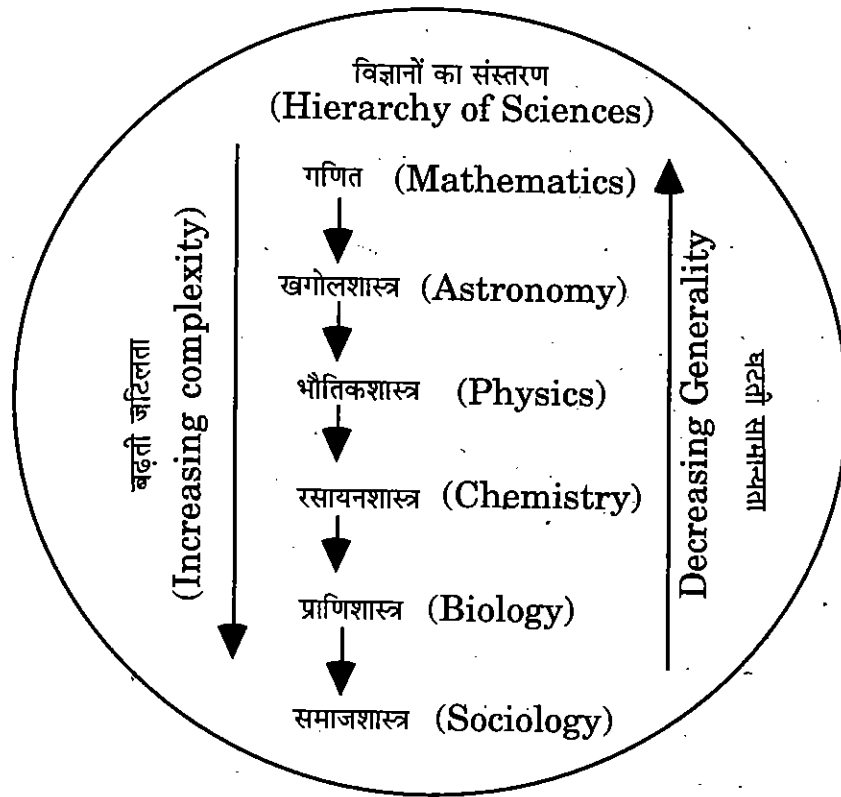 विज्ञानों का संस्तरण
(Hierarchy of Sciences)
गणित (Mathematics)
खगोलशास्त्र (Astronomy)
भौतिकशास्त्र (Physics)
रसायनशास्त्र (Chemistry)
प्राणिशास्त्र (Biology)
समाजशास्त्र (Sociology)
बढ़ती जटिलता
(Increasing complexity)
Decreasing Generality
घटती सामान्यता